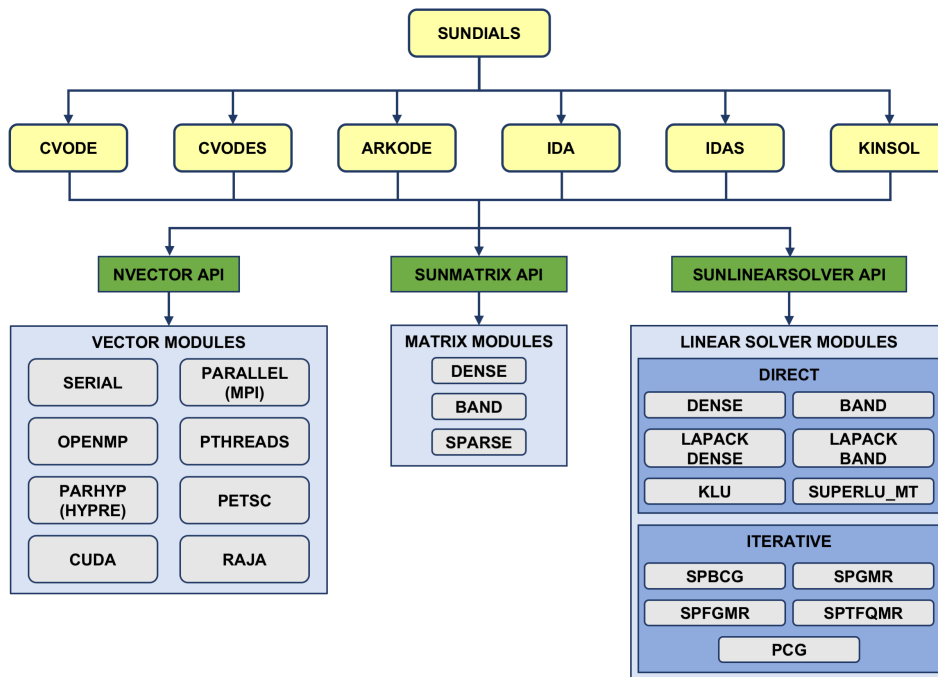 SUNDIALS
CVODE
CVODES
ARKODE
IDA
IDAS
KINSOL
NVECTOR API
SUNMATRIX API
SUNLINEARSOLVER API
VECTOR MODULES
SERIAL
PARALLEL
(MPI)
OPENMP
PTHREADS
PARHYP
(HYPRE)
PETSC
CUDA
RAJA
MATRIX MODULES
DENSE
BAND
SPARSE
LINEAR SOLVER MODULES
DIRECT
DENSE
BAND
LAPACK
DENSE
LAPACK
BAND
KLU
SUPERLU_MT
ITERATIVE
SPBCG
SPGMR
SPFGMR
SPTFQMR
PCG